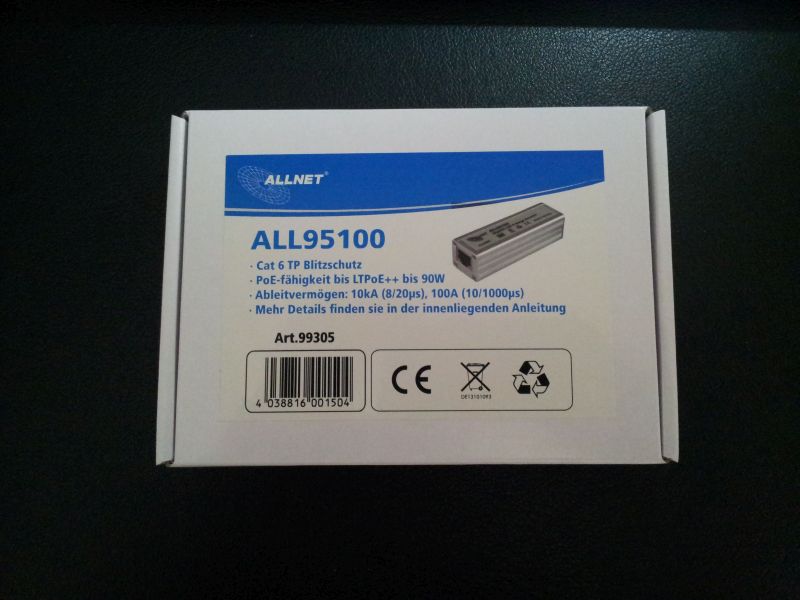 ALLNET®
ALL95100
· Cat 6 TP Blitzschutz
· PoE-fähigkeit bis LTPoE++ bis 90W
· Ableitvermögen: 10kA (8/20µs), 100A (10/1000µs)
· Mehr Details finden sie in der innenliegenden Anleitung
Art.99305
4 038816 001504
CE
DE13101093